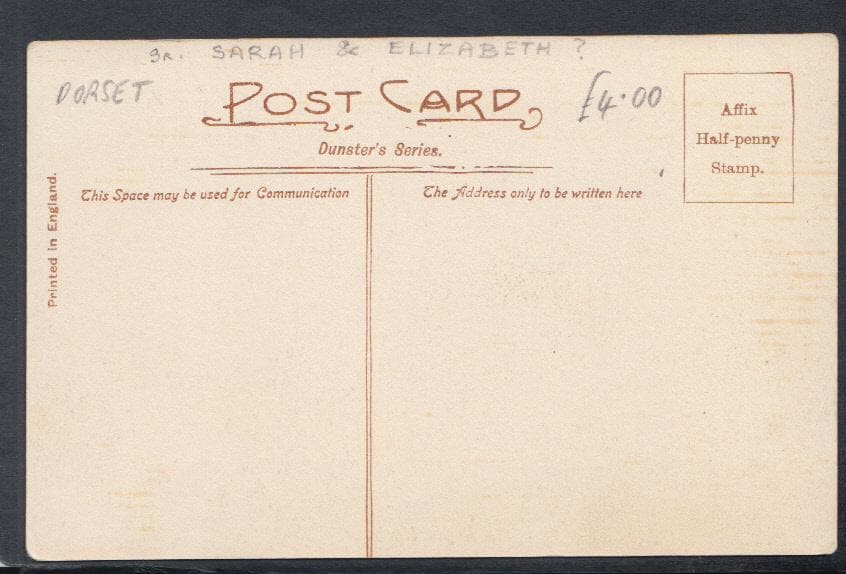 SARAH & ELIZABETH ?
DORSET
POST CARD
£4.00
Dunster's Series.
Affix
Half-penny
Stamp.
This Space may be used for Communication
The Address only to be written here
Printed in England.